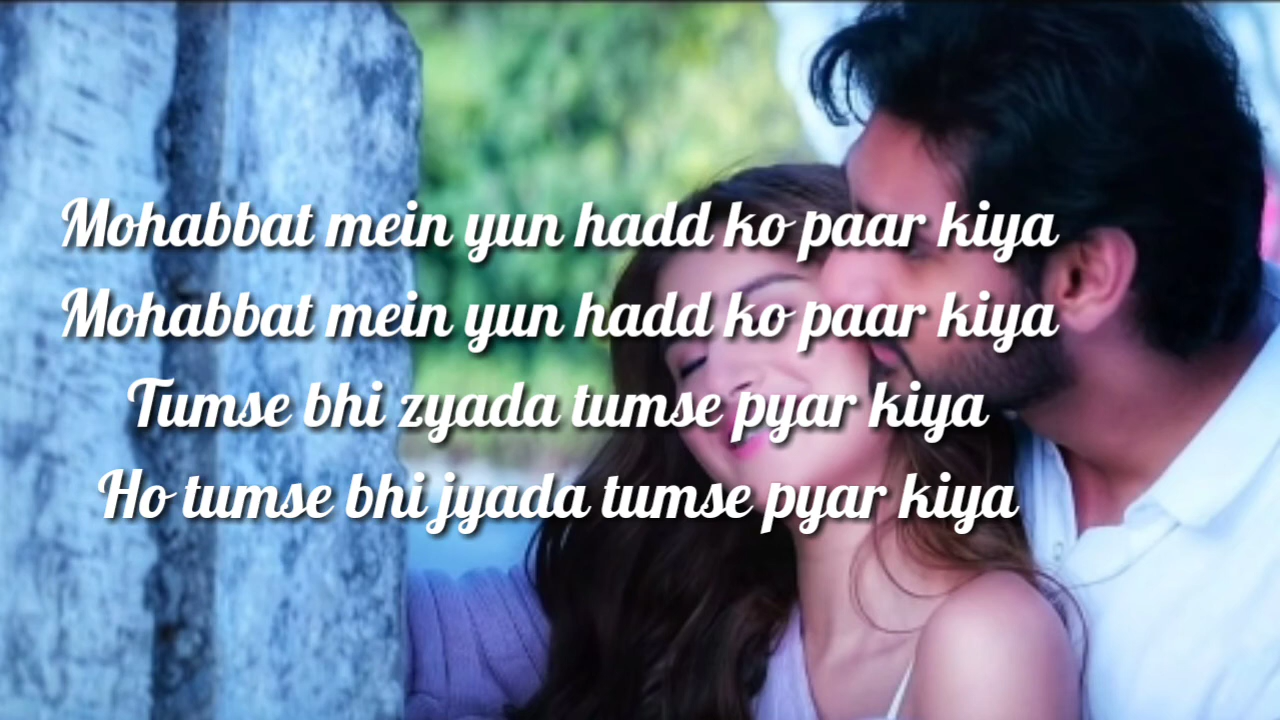 Mohabbat mein yun hadd ko paar kiya
Mohabbat mein yun hadd ko paar kiya
Tumse bhi zyada tumse pyar kiya
Ho tumse bhi jyada tumse pyar kiya